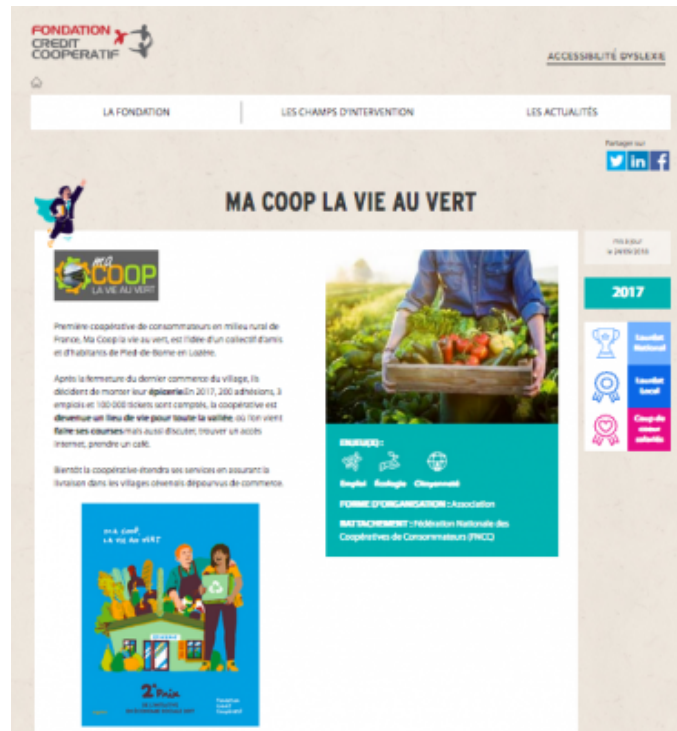 FONDATION
CREDIT
COOPERATIF
ACCESSIBILITÉ DYSLEXIE
LA FONDATION
LES CHAMPS D'INTERVENTION
LES ACTUALITÉS
Partager sur
MA COOP LA VIE AU VERT
mis à jour
le 24/09/2018
2017
ma
COOP
LA VIE AU VERT
Première coopérative de consommateurs en milieu rural de
France, Ma Coop la vie au vert, est l'idée d'un collectif d'amis
et d'habitants de Pied-de-Borne en Lozère.
Après la fermeture du dernier commerce du village, ils
décident de monter leur épicerie.En 2017, 200 adhésions, 3
emplois et 100 000 tickets sont comptés, la coopérative est
devenue un lieu de vie pour toute la vallée, où l'on vient
faire ses courses mais aussi discuter, trouver un accès
internet, prendre un café.
Bientôt la coopérative étendra ses services en assurant la
livraison dans les villages cévenols dépourvus de commerce.
ENJEU(X) :
Emploi Écologie Citoyenneté
FORME D'ORGANISATION : Association
RATTACHEMENT : Fédération Nationale des
Coopératives de Consommateurs (FNCC)
Lauréat
National
Lauréat
Local
Coup de
coeur
salariés
MA COOP,
LA VIE AU VERT
2e Prix
Fondation
Crédit
Coopératif